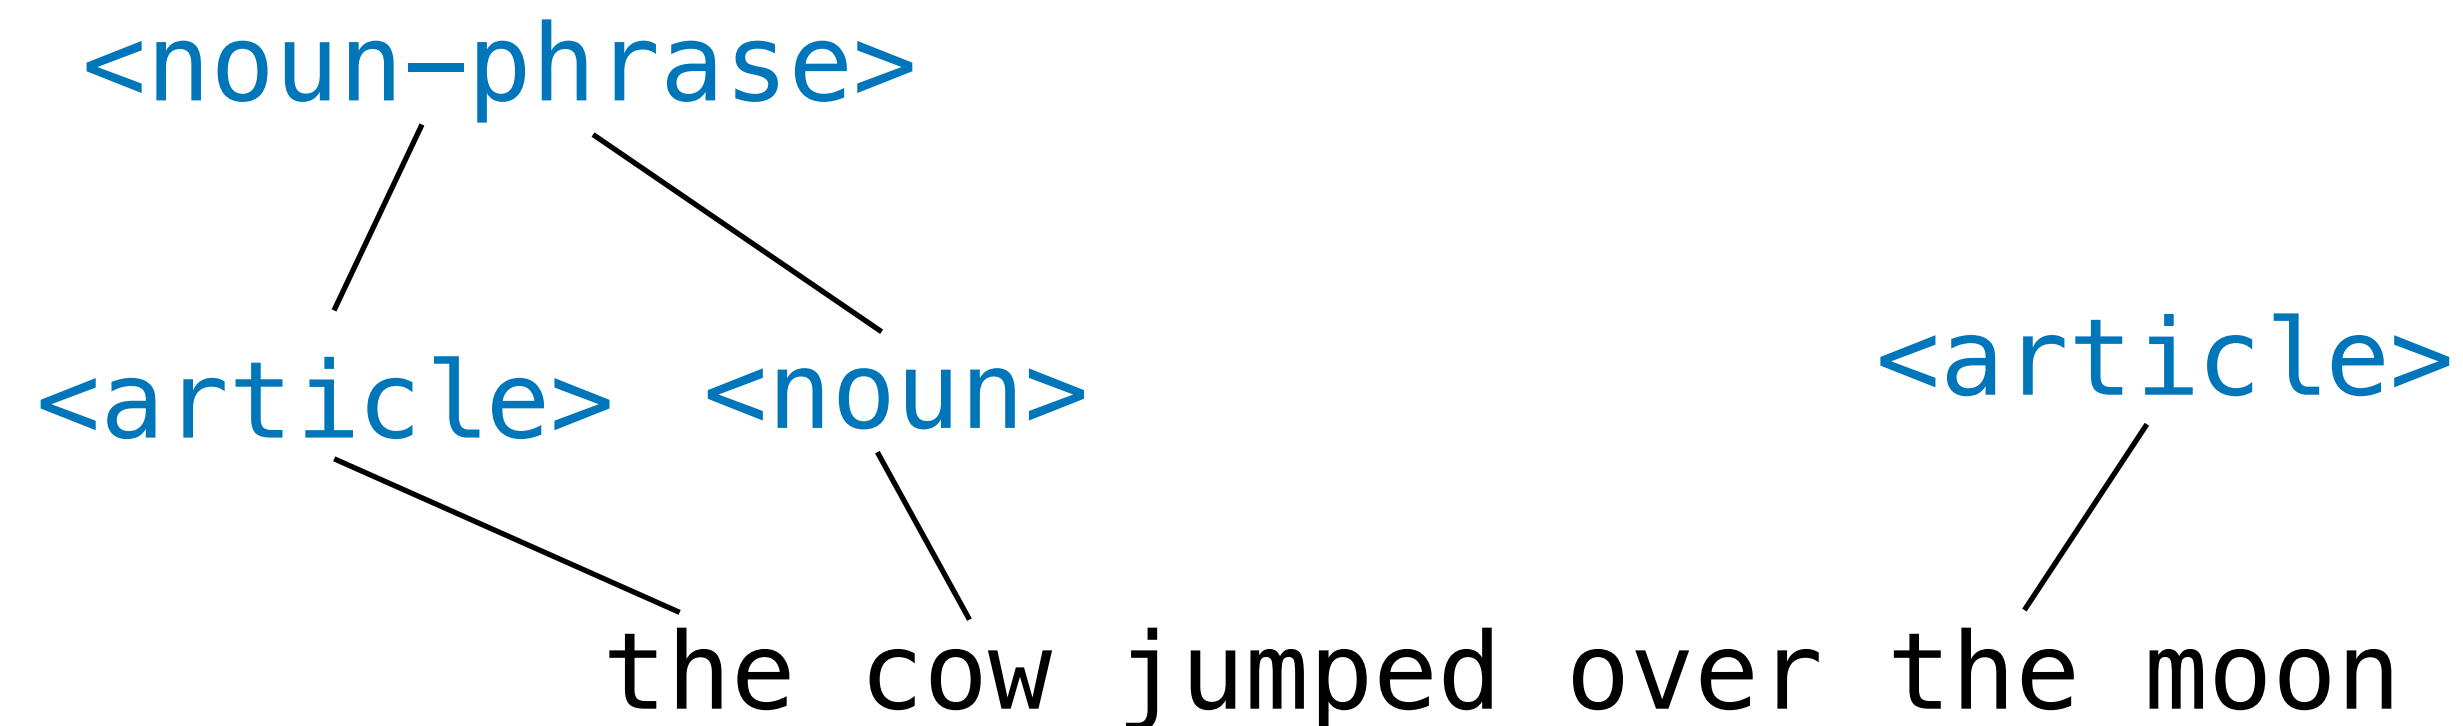 <noun-phrase>
<article> <noun> <article>
the cow jumped over the moon